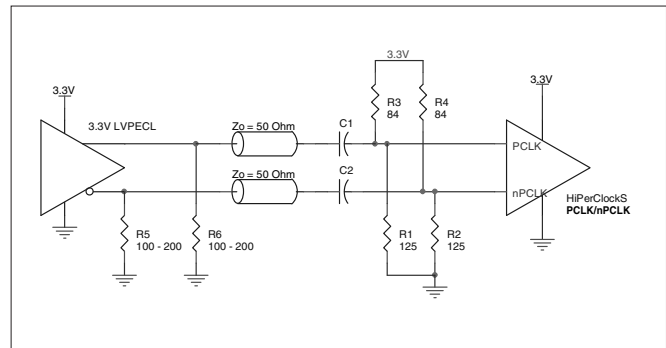 3.3V
3.3V
3.3V
R3
84
R4
84
3.3V LVPECL
Zo = 50 Ohm
C1
PCLK
Zo = 50 Ohm
C2
nPCLK
HiPerClockS
PCLK/nPCLK
R5
100 - 200
R6
100 - 200
R1
125
R2
125